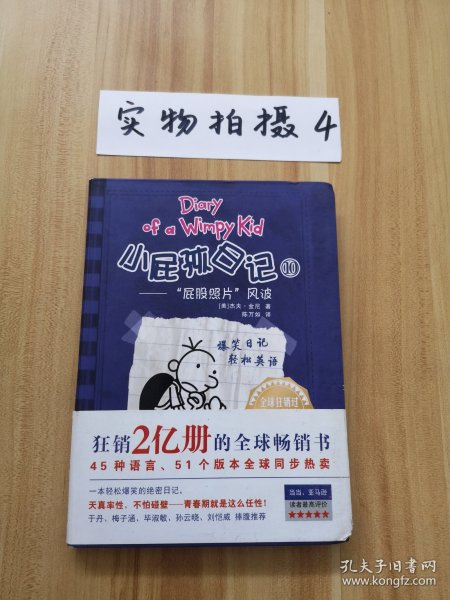 实物拍摄4
Diary
of a Wimpy Kid
小屁孩日记⑩
——“屁股照片”风波
[美]杰夫·金尼 著
陈万如 译
爆笑日记
轻松英语
狂销2亿册的全球畅销书
45种语言、51个版本全球同步热卖
一本轻松爆笑的绝密日记。
天真率性，不怕碰壁——青春期就是这么任性！
于丹、梅子涵、毕淑敏、孙云晓、刘恺威 捧腹推荐
当当、亚马逊
读者最高评价
★★★★★
孔夫子旧书网
www.kongfz.com